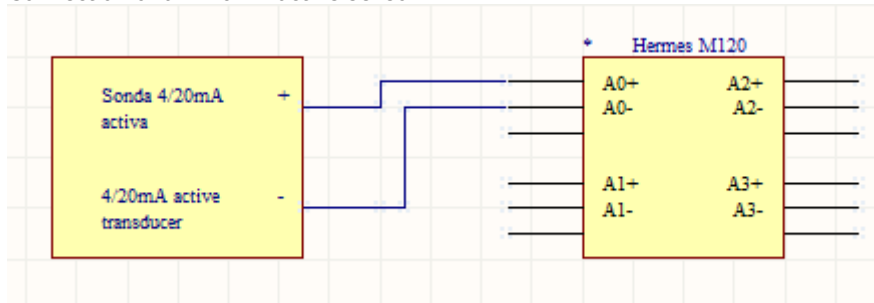 * Hermes M120
Sonda 4/20mA +
activa
4/20mA active -
transducer
A0+ A2+
A0- A2-
A1+ A3+
A1- A3-